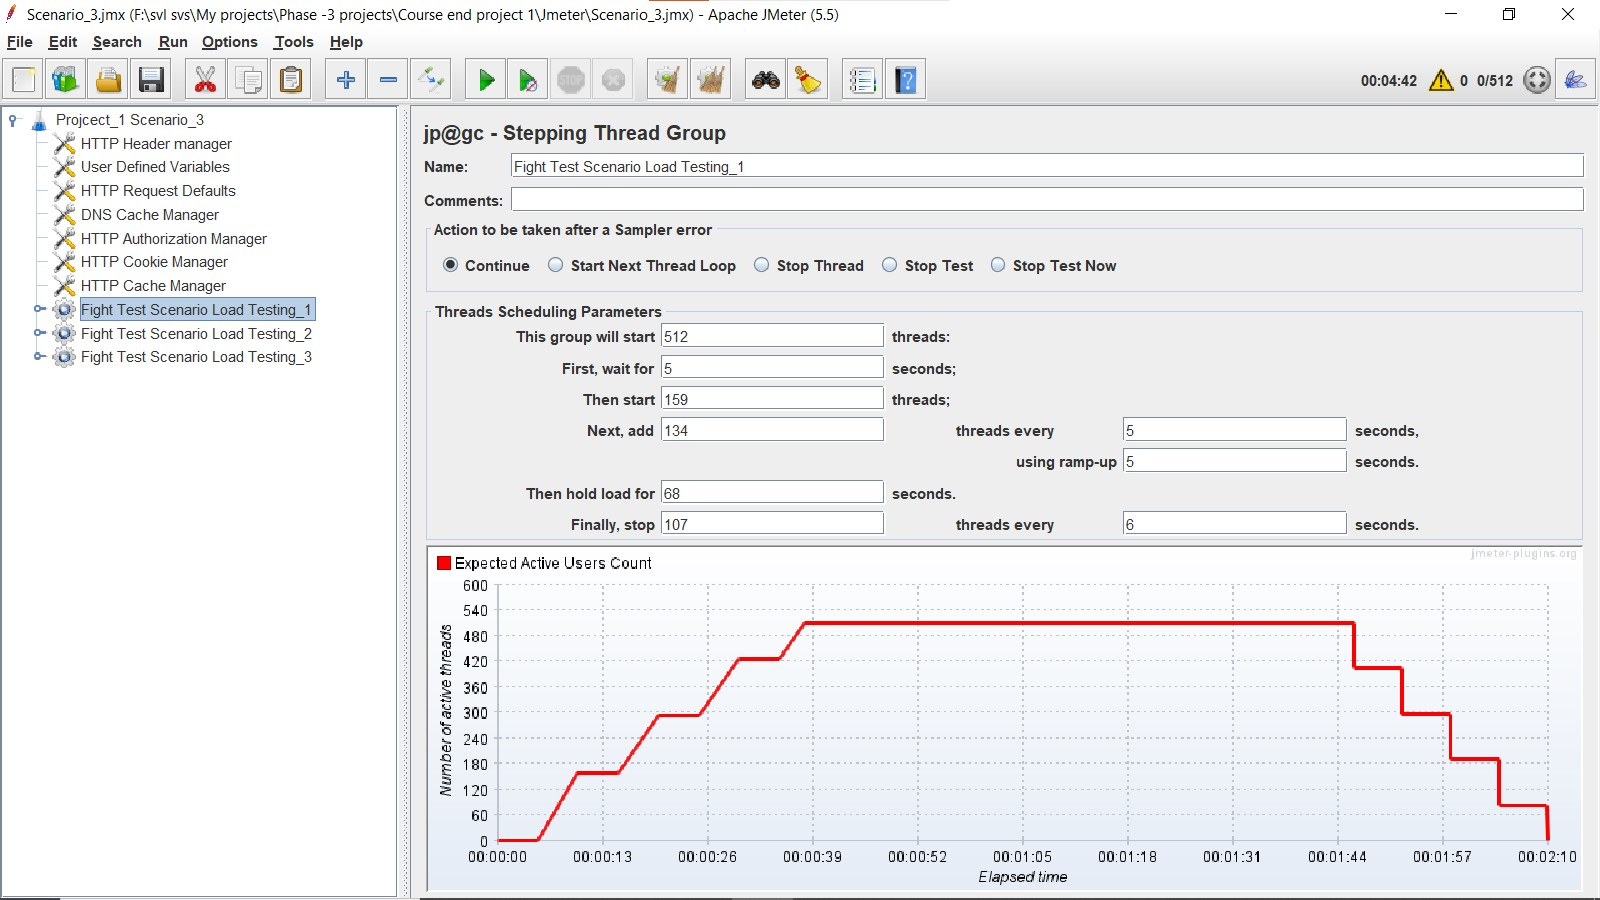 Scenario_3.jmx (F:\svl svs\My projects\Phase -3 projects\Course end project 1\Jmeter\Scenario_3.jmx) - Apache JMeter (5.5)
File Edit Search Run Options Tools Help
STOP 00:04:42 0 0/512
Projcect_1 Scenario_3
HTTP Header manager
User Defined Variables
HTTP Request Defaults
DNS Cache Manager
HTTP Authorization Manager
HTTP Cookie Manager
HTTP Cache Manager
Fight Test Scenario Load Testing_1
Fight Test Scenario Load Testing_2
Fight Test Scenario Load Testing_3
jp@gc - Stepping Thread Group
Name: Fight Test Scenario Load Testing_1
Comments:
Action to be taken after a Sampler error
Continue Start Next Thread Loop Stop Thread Stop Test Stop Test Now
Threads Scheduling Parameters
This group will start 512 threads:
First, wait for 5 seconds;
Then start 159 threads;
Next, add 134 threads every 5 seconds,
using ramp-up 5 seconds.
Then hold load for 68 seconds.
Finally, stop 107 threads every 6 seconds.
jmeter-plugins.org
Expected Active Users Count
Number of active threads
600
540
480
420
360
300
240
180
120
60
0
00:00:00 00:00:13 00:00:26 00:00:39 00:00:52 00:01:05 00:01:18 00:01:31 00:01:44 00:01:57 00:02:10
Elapsed time